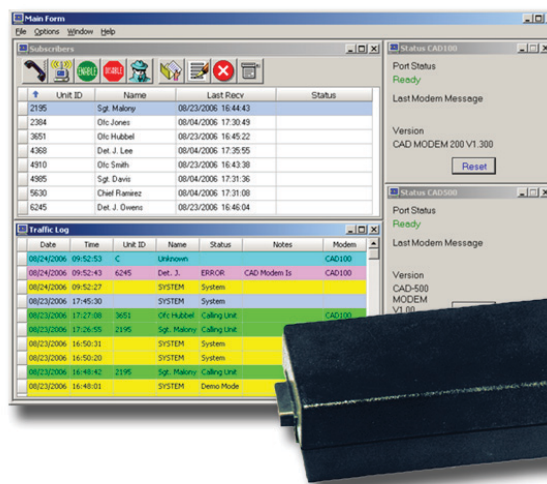 Main Form
File Options Window Help
Subscribers
ENABLE DISABLE
Unit ID Name Last Recv Status
2195 Sgt. Malony 08/23/2006 16:44:43
2384 Ofc Jones 08/04/2006 17:30:49
3651 Ofc Hubbel 08/23/2006 16:45:22
4368 Det. J. Lee 08/04/2006 17:35:55
4910 Ofc Smith 08/23/2006 16:43:38
4985 Sgt. Davis 08/04/2006 17:31:36
5630 Chief Ramirez 08/04/2006 17:31:08
6245 Det. J. Owens 08/23/2006 16:46:04
Traffic Log
Date Time Unit ID Name Status Notes Modem
08/24/2006 09:52:53 C Unknown CAD100
08/24/2006 09:52:43 6245 Det. J. ERROR CAD Modem Is CAD100
08/24/2006 09:52:27 SYSTEM System
08/23/2006 17:45:30 SYSTEM System
08/23/2006 17:27:08 3651 Ofc Hubbel Calling Unit CAD100
08/23/2006 17:26:55 2195 Sgt. Malony Calling Unit
08/23/2006 16:50:31 SYSTEM System
08/23/2006 16:50:20 SYSTEM System
08/23/2006 16:48:42 2195 Sgt. Malony Calling Unit
08/23/2006 16:48:01 SYSTEM Demo Mode
Status CAD100
Port Status
Ready
Last Modem Message
Version
CAD MODEM 200 V1.300
Reset
Status CAD500
Port Status
Ready
Last Modem Message
Version
CAD-500
MODEM
V1.00